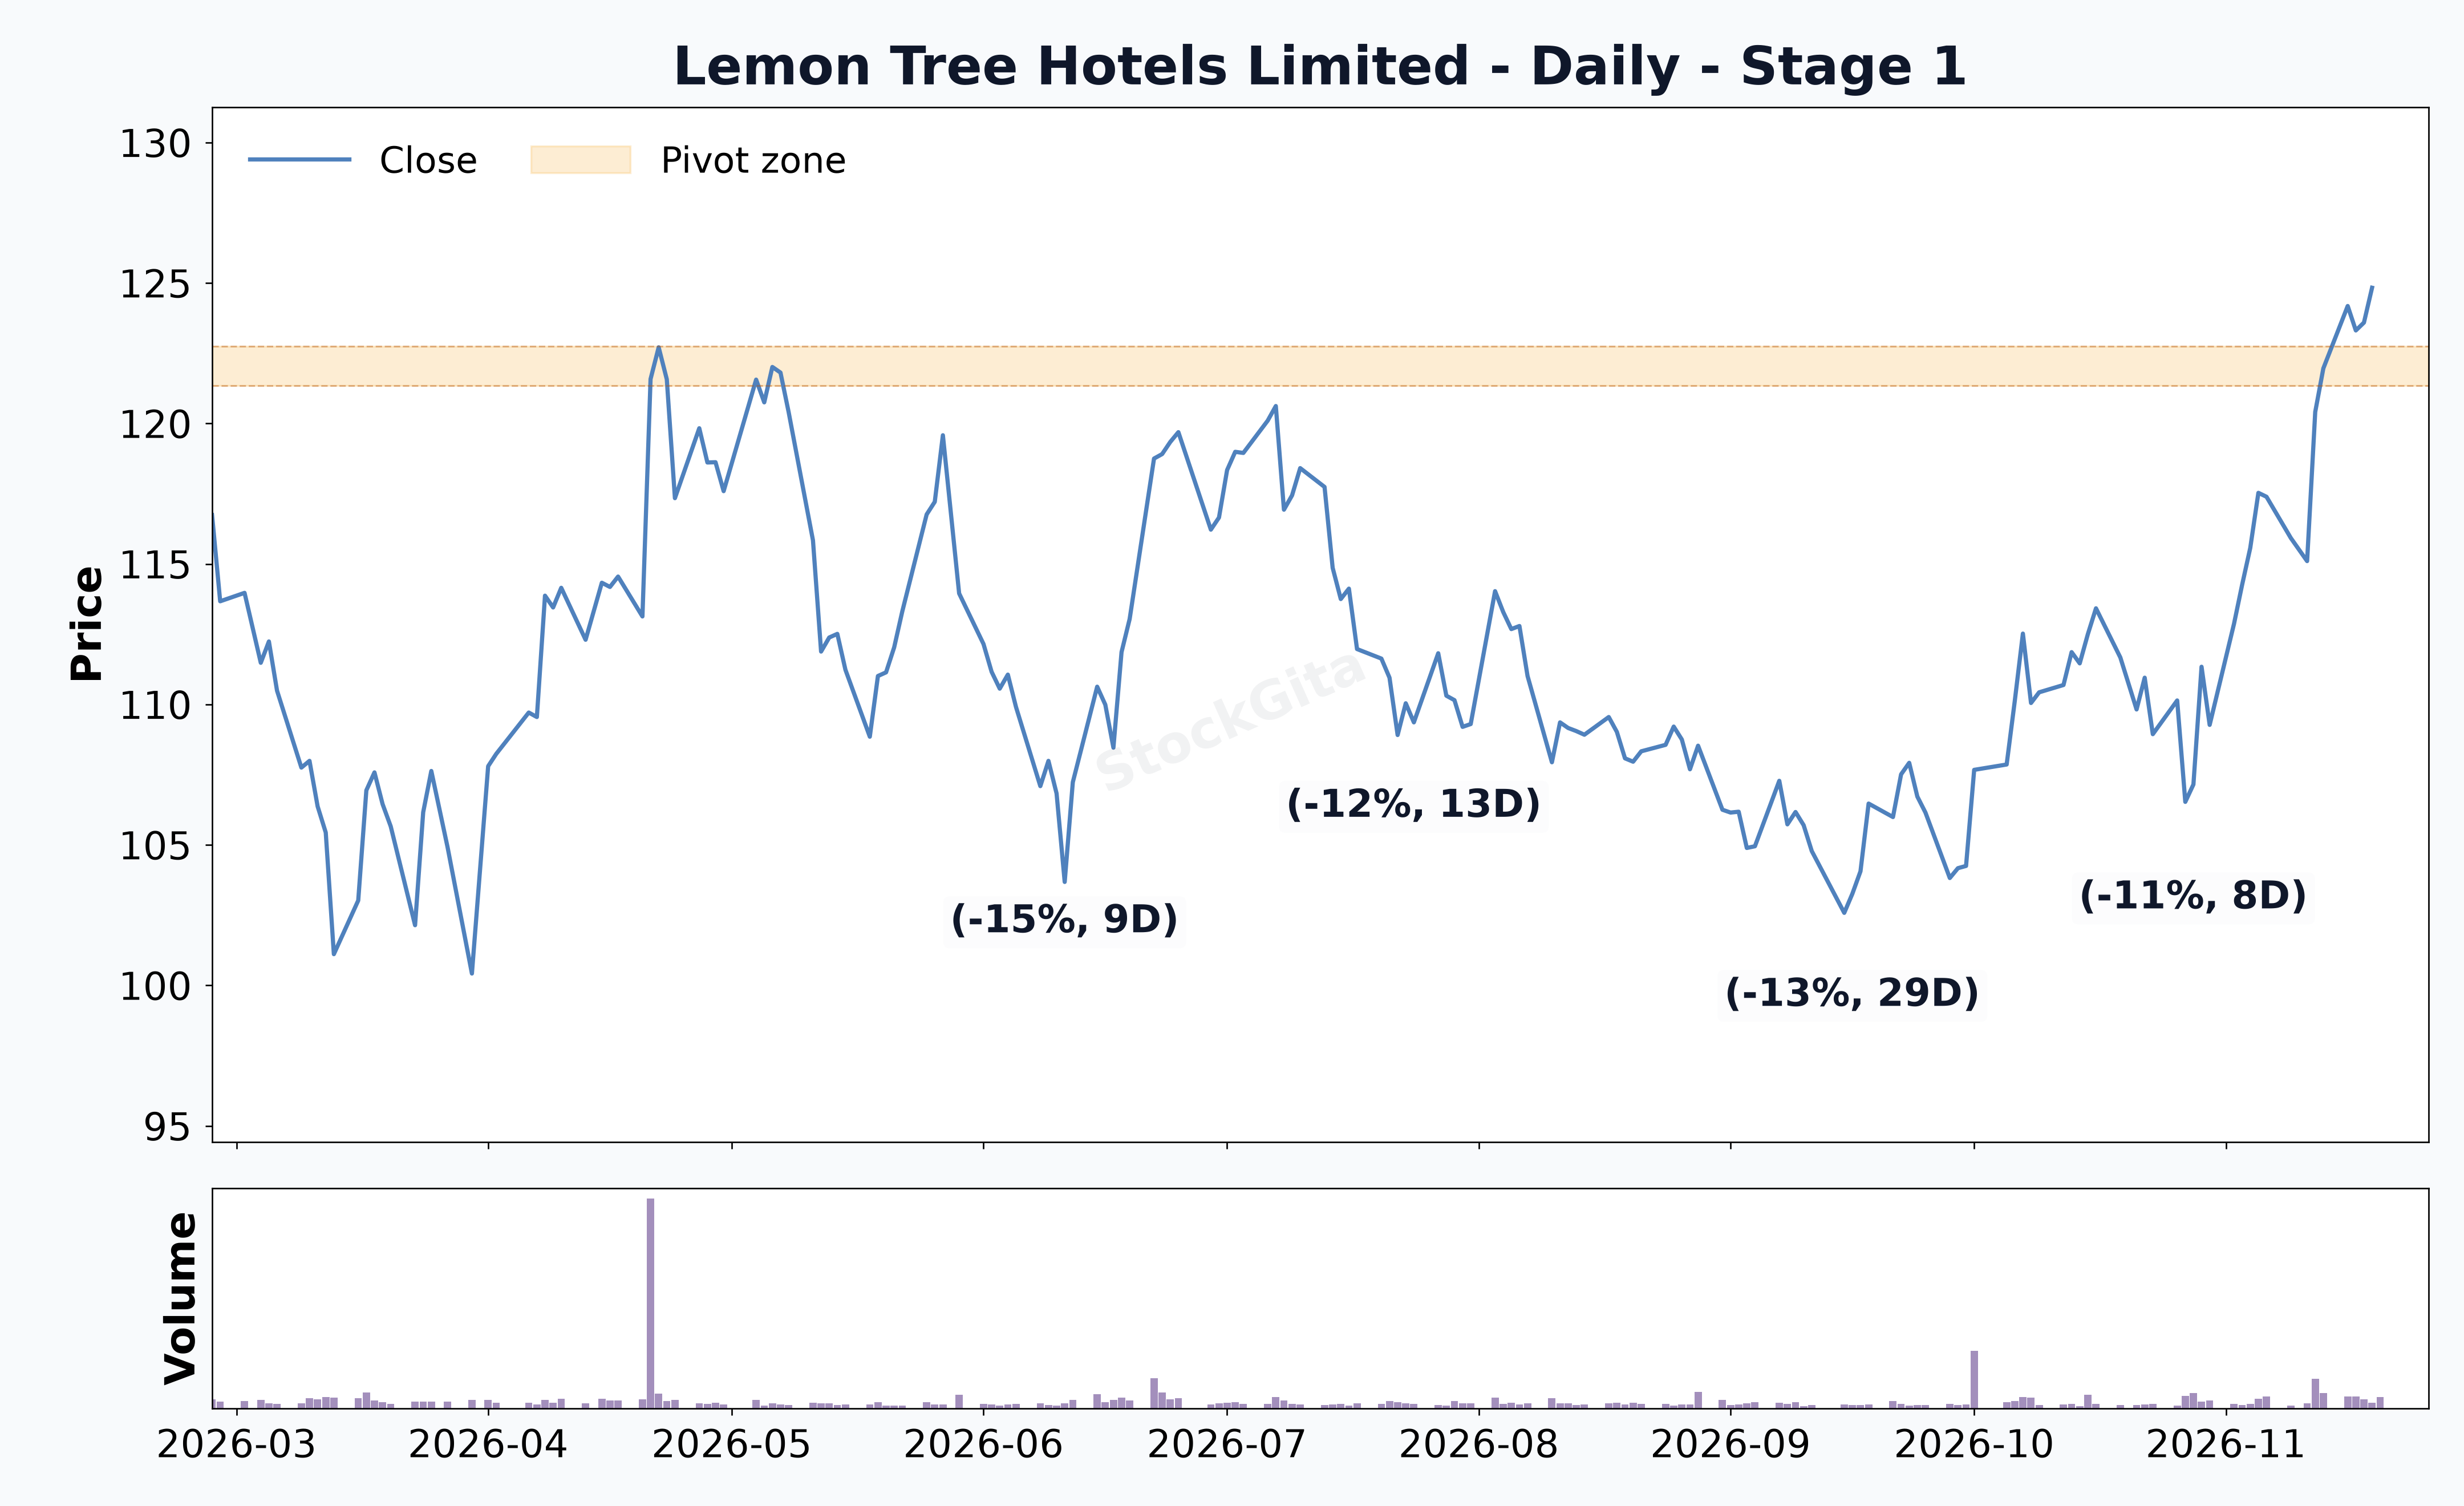 Lemon Tree Hotels Limited - Daily - Stage 1
Close
Pivot zone
130
125
120
115
110
105
100
95
Price
StockGita
(-12%, 13D)
(-15%, 9D)
(-11%, 8D)
(-13%, 29D)
Volume
2026-03
2026-04
2026-05
2026-06
2026-07
2026-08
2026-09
2026-10
2026-11